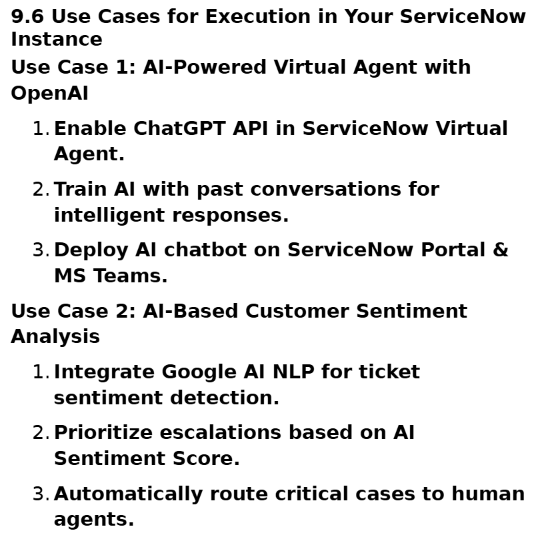 9.6 Use Cases for Execution in Your ServiceNow
Instance
Use Case 1: AI-Powered Virtual Agent with
OpenAI
1. Enable ChatGPT API in ServiceNow Virtual
Agent.
2. Train AI with past conversations for
intelligent responses.
3. Deploy AI chatbot on ServiceNow Portal &
MS Teams.
Use Case 2: AI-Based Customer Sentiment
Analysis
1. Integrate Google AI NLP for ticket
sentiment detection.
2. Prioritize escalations based on AI
Sentiment Score.
3. Automatically route critical cases to human
agents.